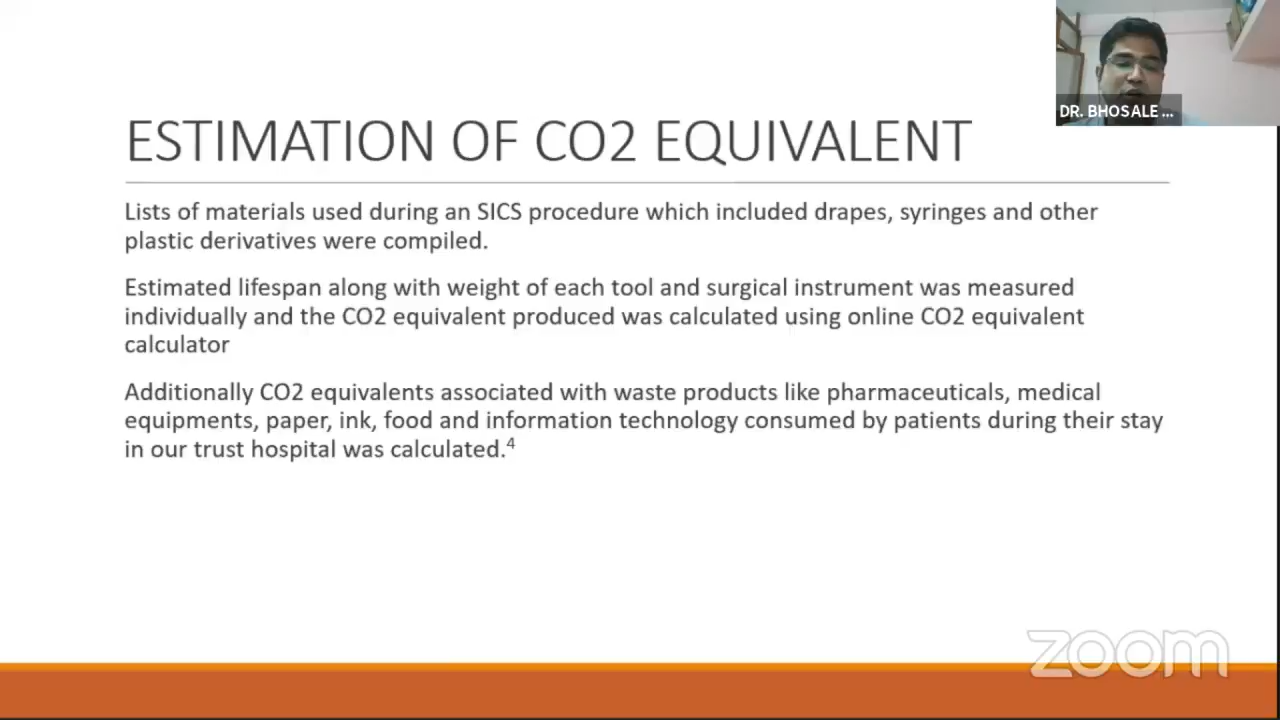 DR. BHOSALE ...
ESTIMATION OF CO2 EQUIVALENT
Lists of materials used during an SICS procedure which included drapes, syringes and other
plastic derivatives were compiled.
Estimated lifespan along with weight of each tool and surgical instrument was measured
individually and the CO2 equivalent produced was calculated using online CO2 equivalent
calculator
Additionally CO2 equivalents associated with waste products like pharmaceuticals, medical
equipments, paper, ink, food and information technology consumed by patients during their stay
in our trust hospital was calculated.⁴
zoom